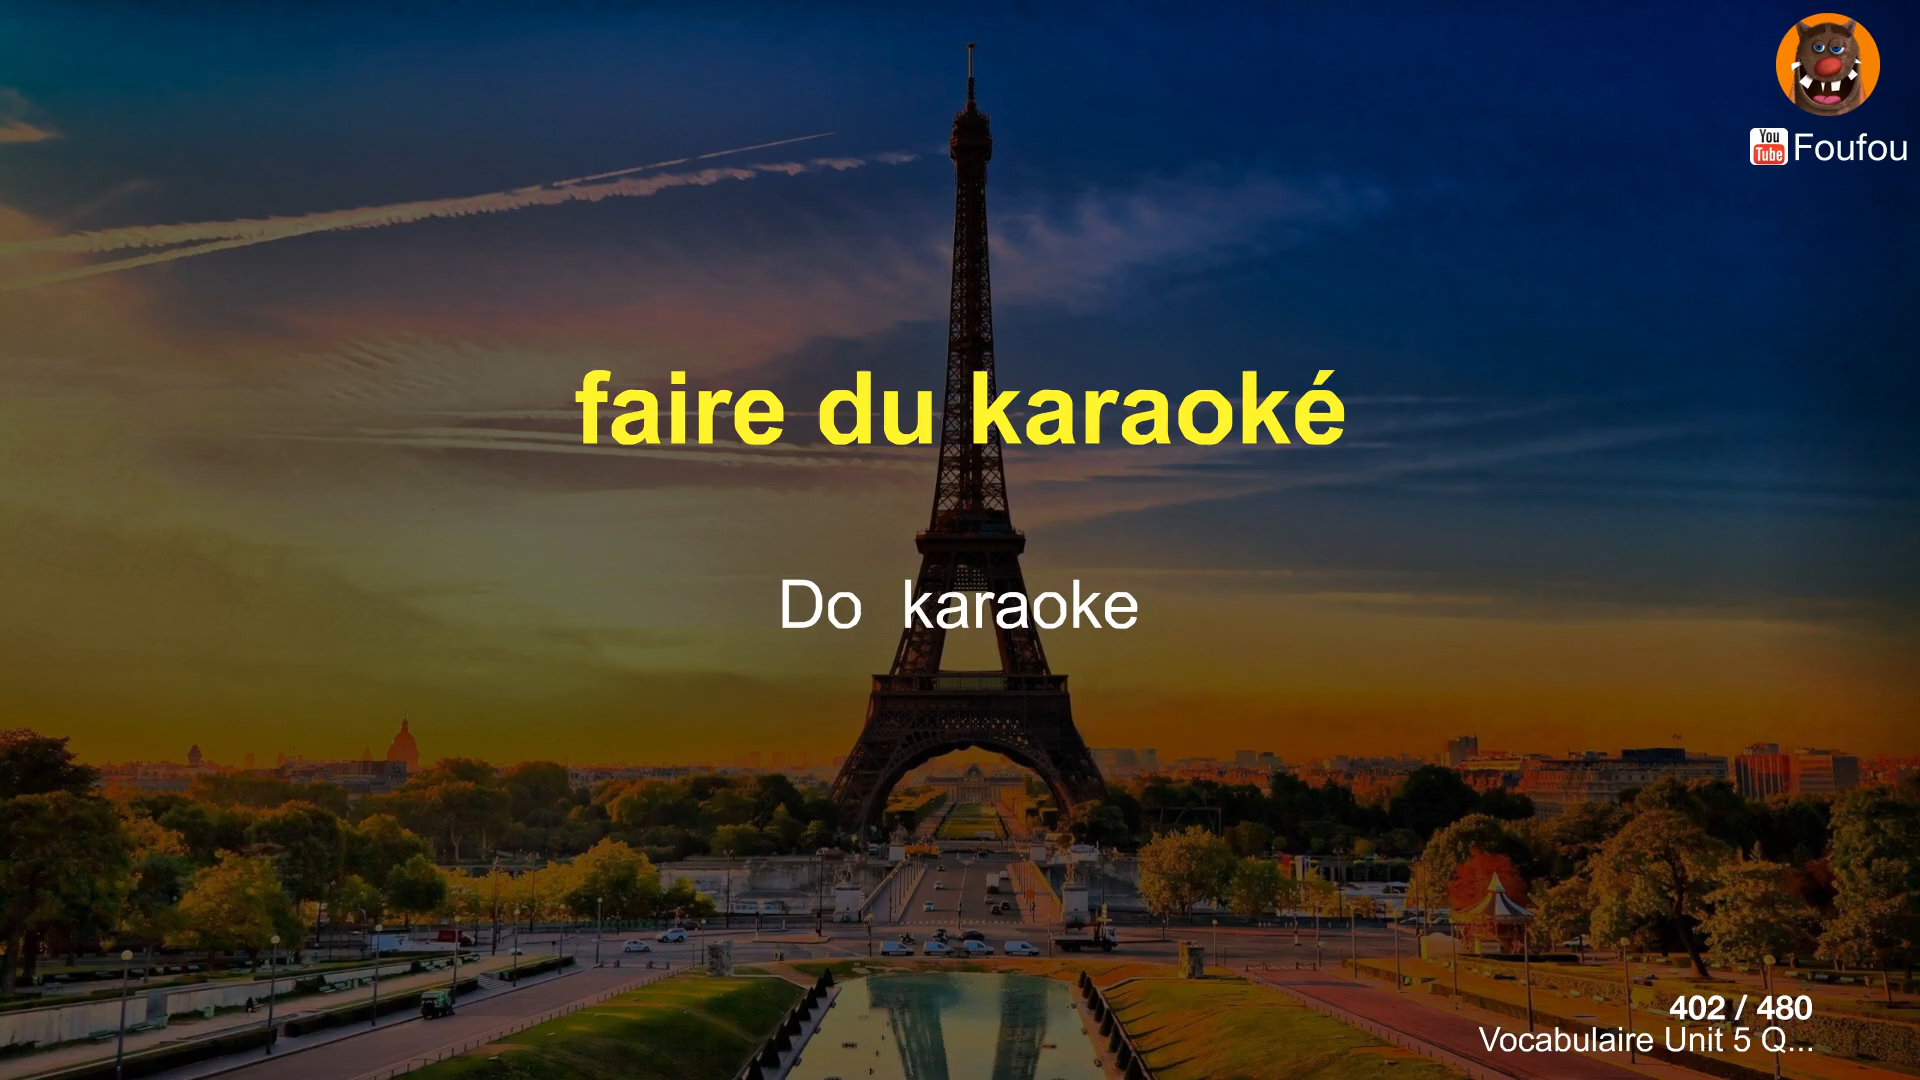 You
Tube Foufou
faire du karaoké
Do karaoke
402 / 480
Vocabulaire Unit 5 Q...